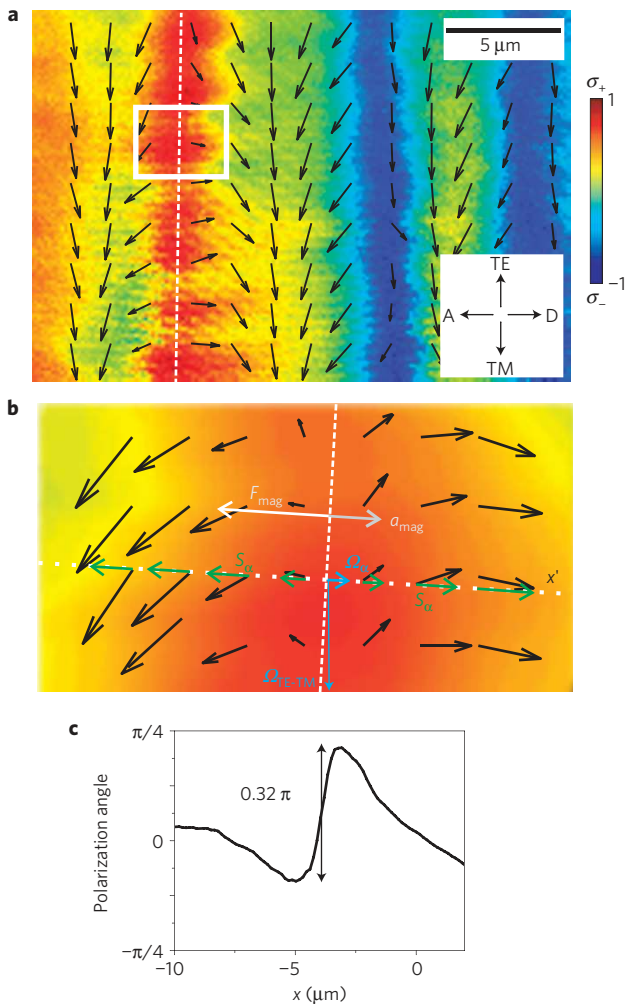 a
5 μm
σ+
1
−1
σ−
TE
A D
TM
b
Fmag
amag
Sα
Ωα
Sα
x'
ΩTE-TM
c
π/4
0.32 π
0
−π/4
Polarization angle
−10 −5 0
x (μm)